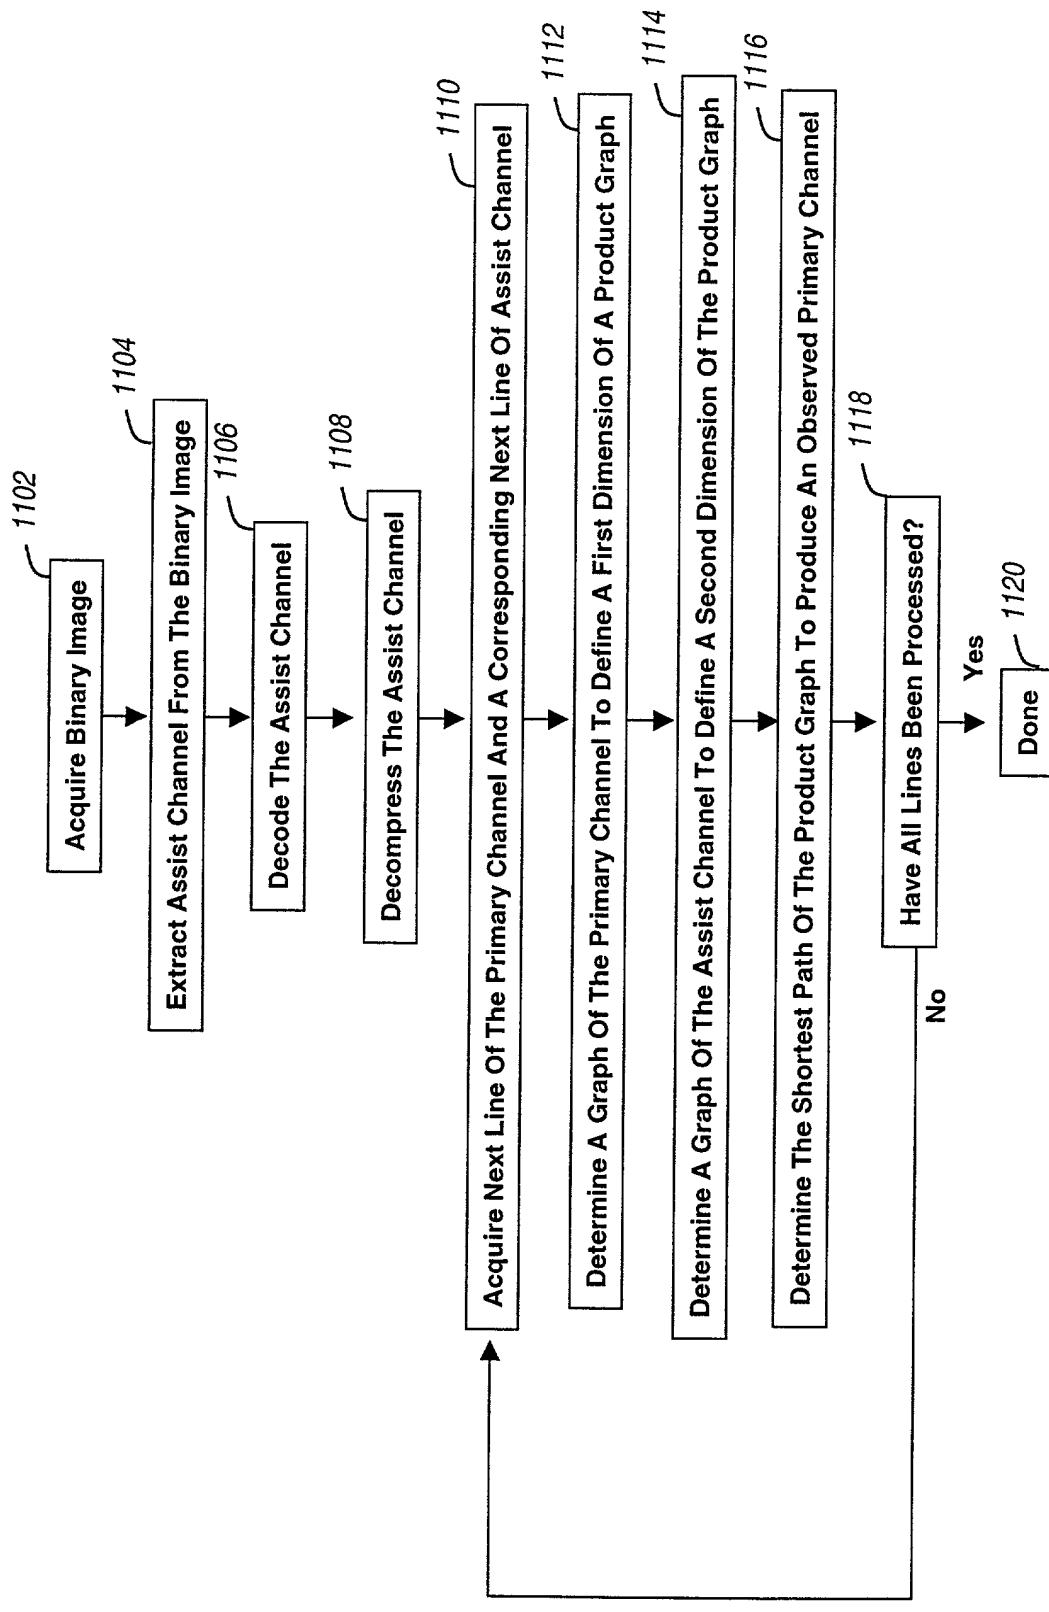 1102
Acquire Binary Image
1104
Extract Assist Channel From The Binary Image
1106
Decode The Assist Channel
1108
Decompress The Assist Channel
1110
Acquire Next Line Of The Primary Channel And A Corresponding Next Line Of Assist Channel
1112
Determine A Graph Of The Primary Channel To Define A First Dimension Of A Product Graph
1114
Determine A Graph Of The Assist Channel To Define A Second Dimension Of The Product Graph
1116
Determine The Shortest Path Of The Product Graph To Produce An Observed Primary Channel
1118
Have All Lines Been Processed?
No
Yes
1120
Done